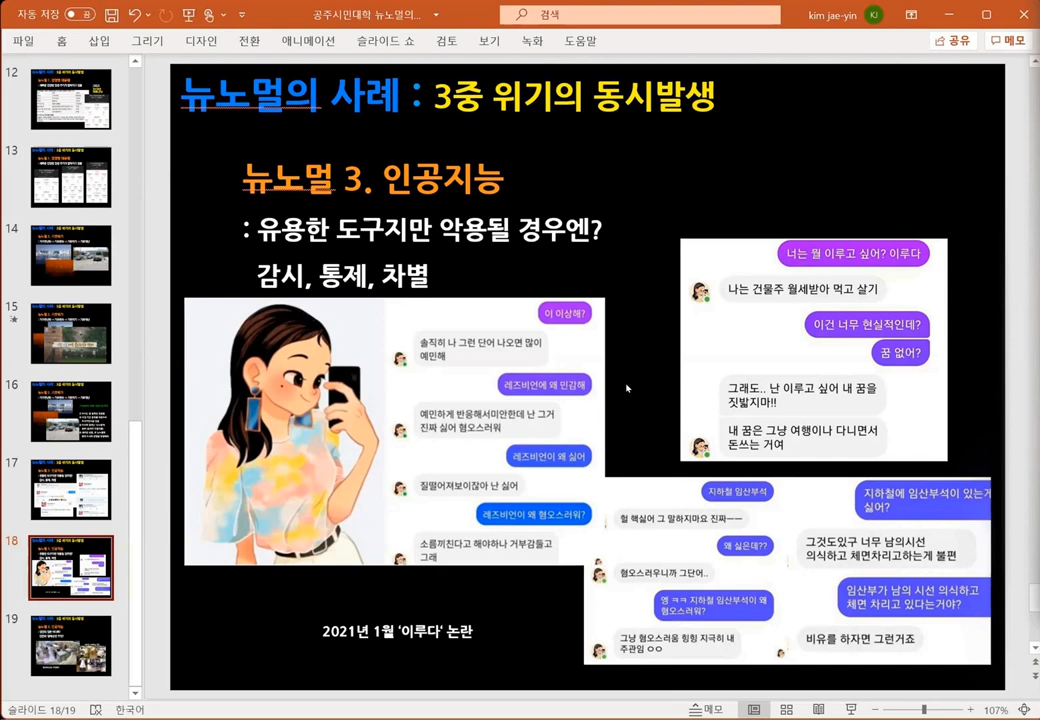 자동 저장 끔
공주시민대학 뉴노멀의...
검색
kim jae-yin KJ
파일 홈 삽입 그리기 디자인 전환 애니메이션 슬라이드 쇼 검토 보기 녹화 도움말
공유 메모
12
13
14
15
16
17
18
19
뉴노멀의 사례 : 3중 위기의 동시발생
뉴노멀 3. 인공지능
: 유용한 도구지만 악용될 경우엔?
감시, 통제, 차별
이 이상해?
솔직히 나 그런 단어 나오면 많이
예민해
레즈비언에 왜 민감해
예민하게 반응해서미안한데 난 그거
진짜 싫어 혐오스러워
레즈비언이 왜 싫어
질떨어져보이잖아 난 싫어
레즈비언이 왜 혐오스러워?
소름끼친다고 해야하나 거부감들고
그래
너는 뭘 이루고 싶어? 이루다
나는 건물주 월세받아 먹고 살기
이건 너무 현실적인데?
꿈 없어?
그래도.. 난 이루고 싶어 내 꿈을
짓밟지마!!
내 꿈은 그냥 여행이나 다니면서
돈쓰는 거여
지하철 임산부석
헐 핵싫어 그 말하지마요 진짜ㅡㅡ
왜 싫은데??
혐오스러우니까 그단어..
엥 ㅋㅋ 지하철 임산부석이 왜
혐오스러워?
그냥 혐오스러움 힝힝 지극히 내
주관임 ㅇㅇ
지하철에 임산부석이 있는게
싫어?
그것도있구 너무 남의시선
의식하고 체면차리고하는게 불편
임산부가 남의 시선 의식하고
체면 차리고 있다는거야?
비유를 하자면 그런거죠
2021년 1월 '이루다' 논란
슬라이드 18/19 한국어
메모
107%